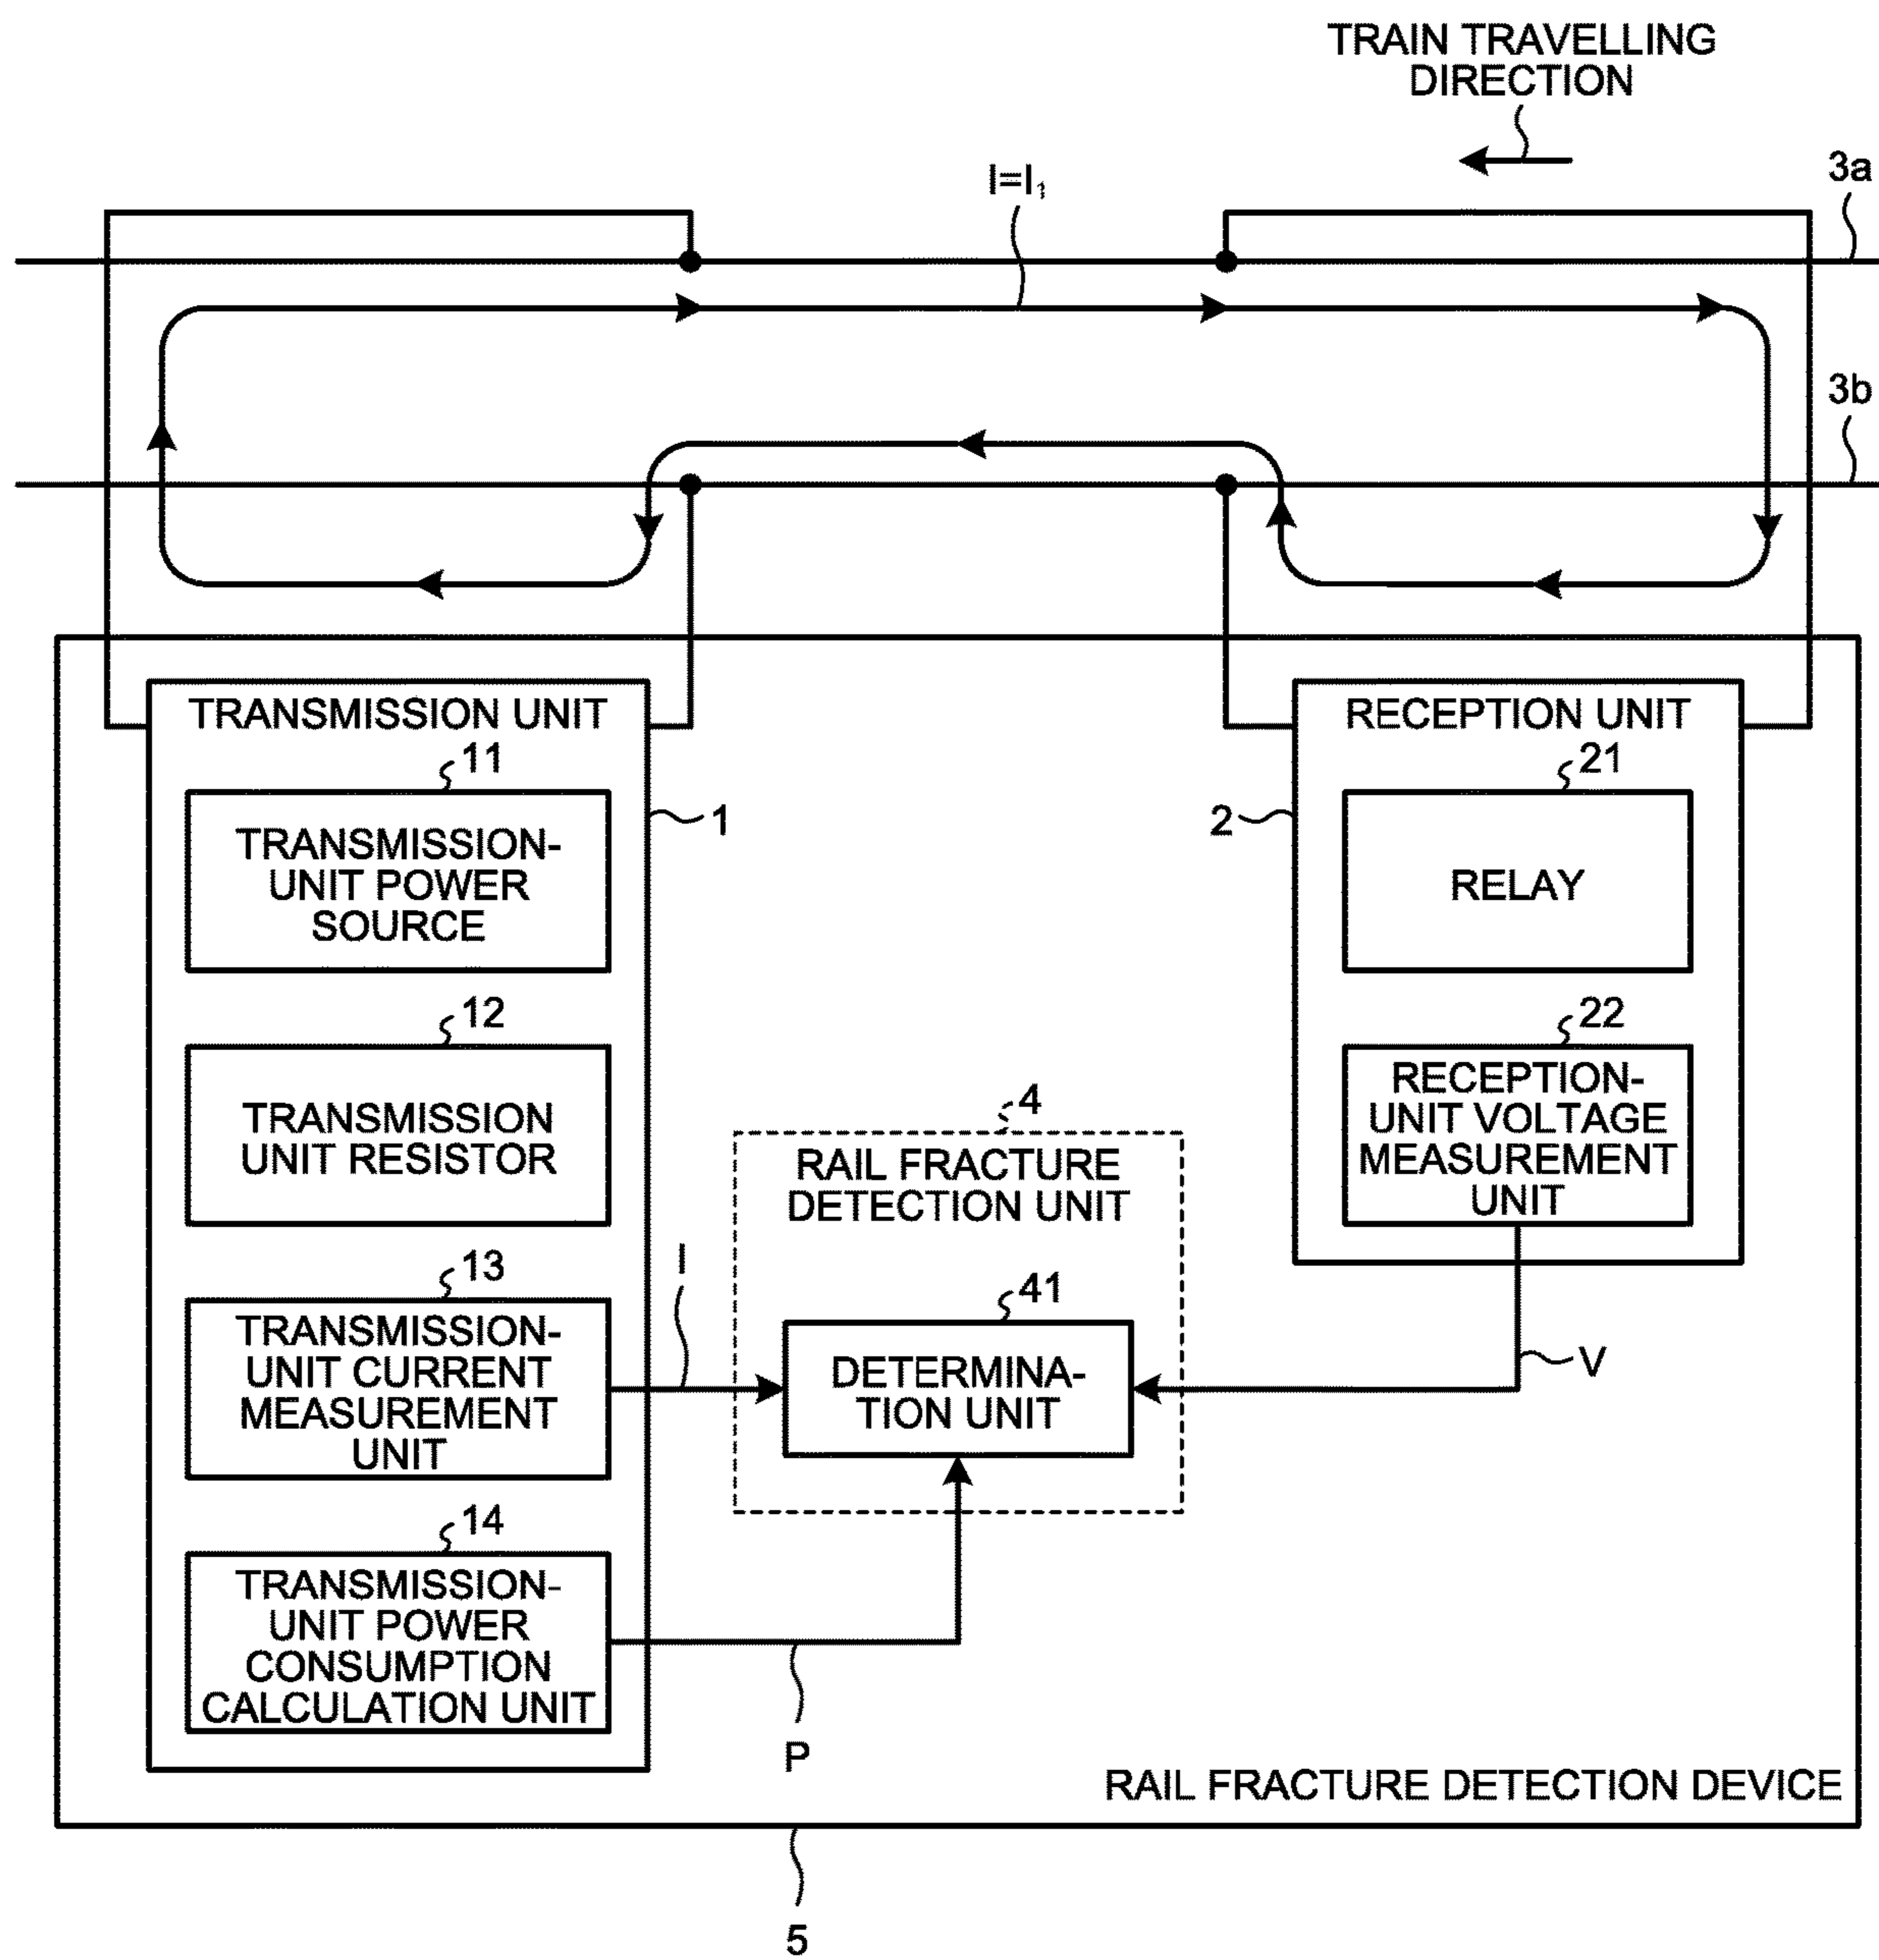 TRAIN TRAVELLING
DIRECTION
I=I₁
3a
3b
TRANSMISSION UNIT
RECEPTION UNIT
11
21
TRANSMISSION-
UNIT POWER
SOURCE
1
2
RELAY
12
22
TRANSMISSION
UNIT RESISTOR
RECEPTION-
UNIT VOLTAGE
MEASUREMENT
UNIT
4
RAIL FRACTURE
DETECTION UNIT
13
I
41
TRANSMISSION-
UNIT CURRENT
MEASUREMENT
UNIT
DETERMINA-
TION UNIT
V
14
TRANSMISSION-
UNIT POWER
CONSUMPTION
CALCULATION UNIT
P
RAIL FRACTURE DETECTION DEVICE
5